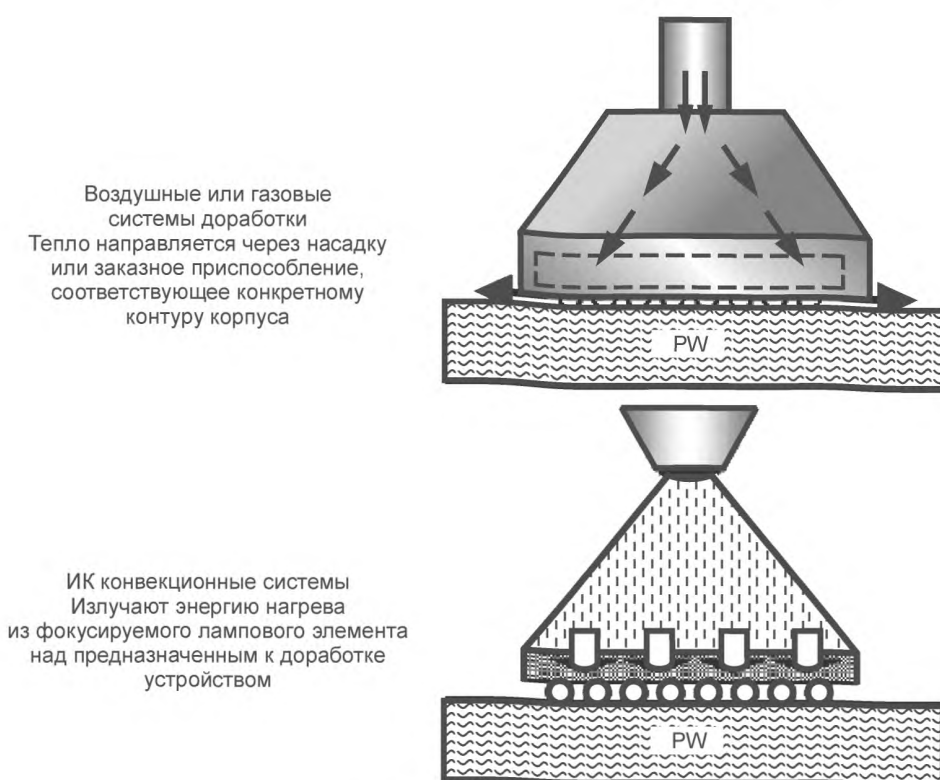 Воздушные или газовые
системы доработки
Тепло направляется через насадку
или заказное приспособление,
соответствующее конкретному
контуру корпуса
PW
ИК конвекционные системы
Излучают энергию нагрева
из фокусируемого лампового элемента
над предназначенным к доработке
устройством
PW